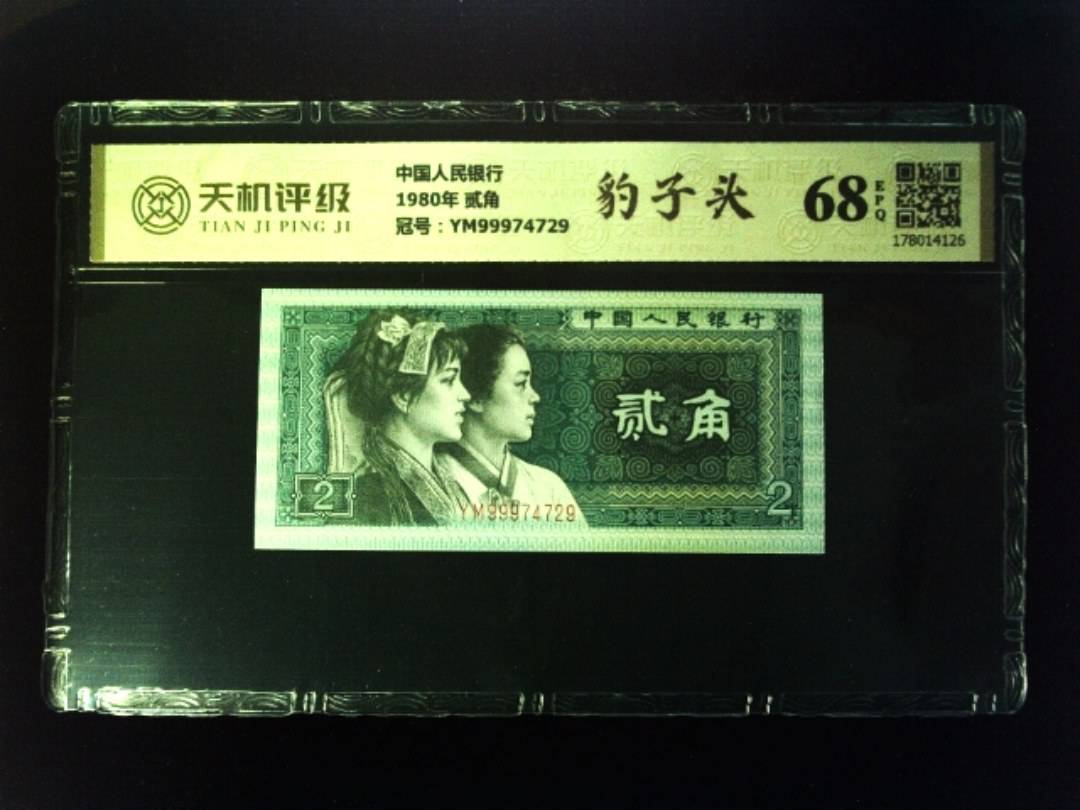 天机评级
TIAN JI PING JI
中国人民银行
1980年 贰角
冠号：YM99974729
豹子头
68
EPQ
178014126
中国人民银行
贰角
2
2
YM99974729